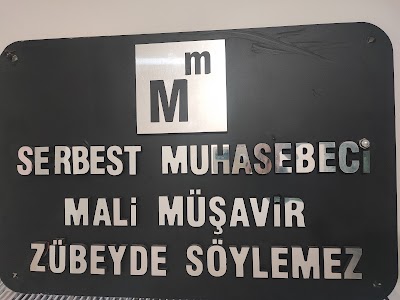 Mm
SERBEST MUHASEBECİ
MALİ MÜŞAVİR
ZÜBEYDE SÖYLEMEZ